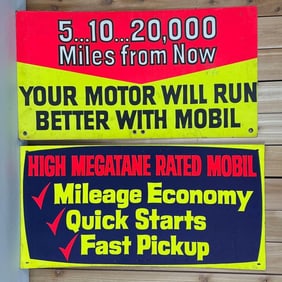 5...10...20,000
Miles from Now
YOUR MOTOR WILL RUN
BETTER WITH MOBIL
HIGH MEGATANE RATED MOBIL
Mileage Economy
Quick Starts
Fast Pickup